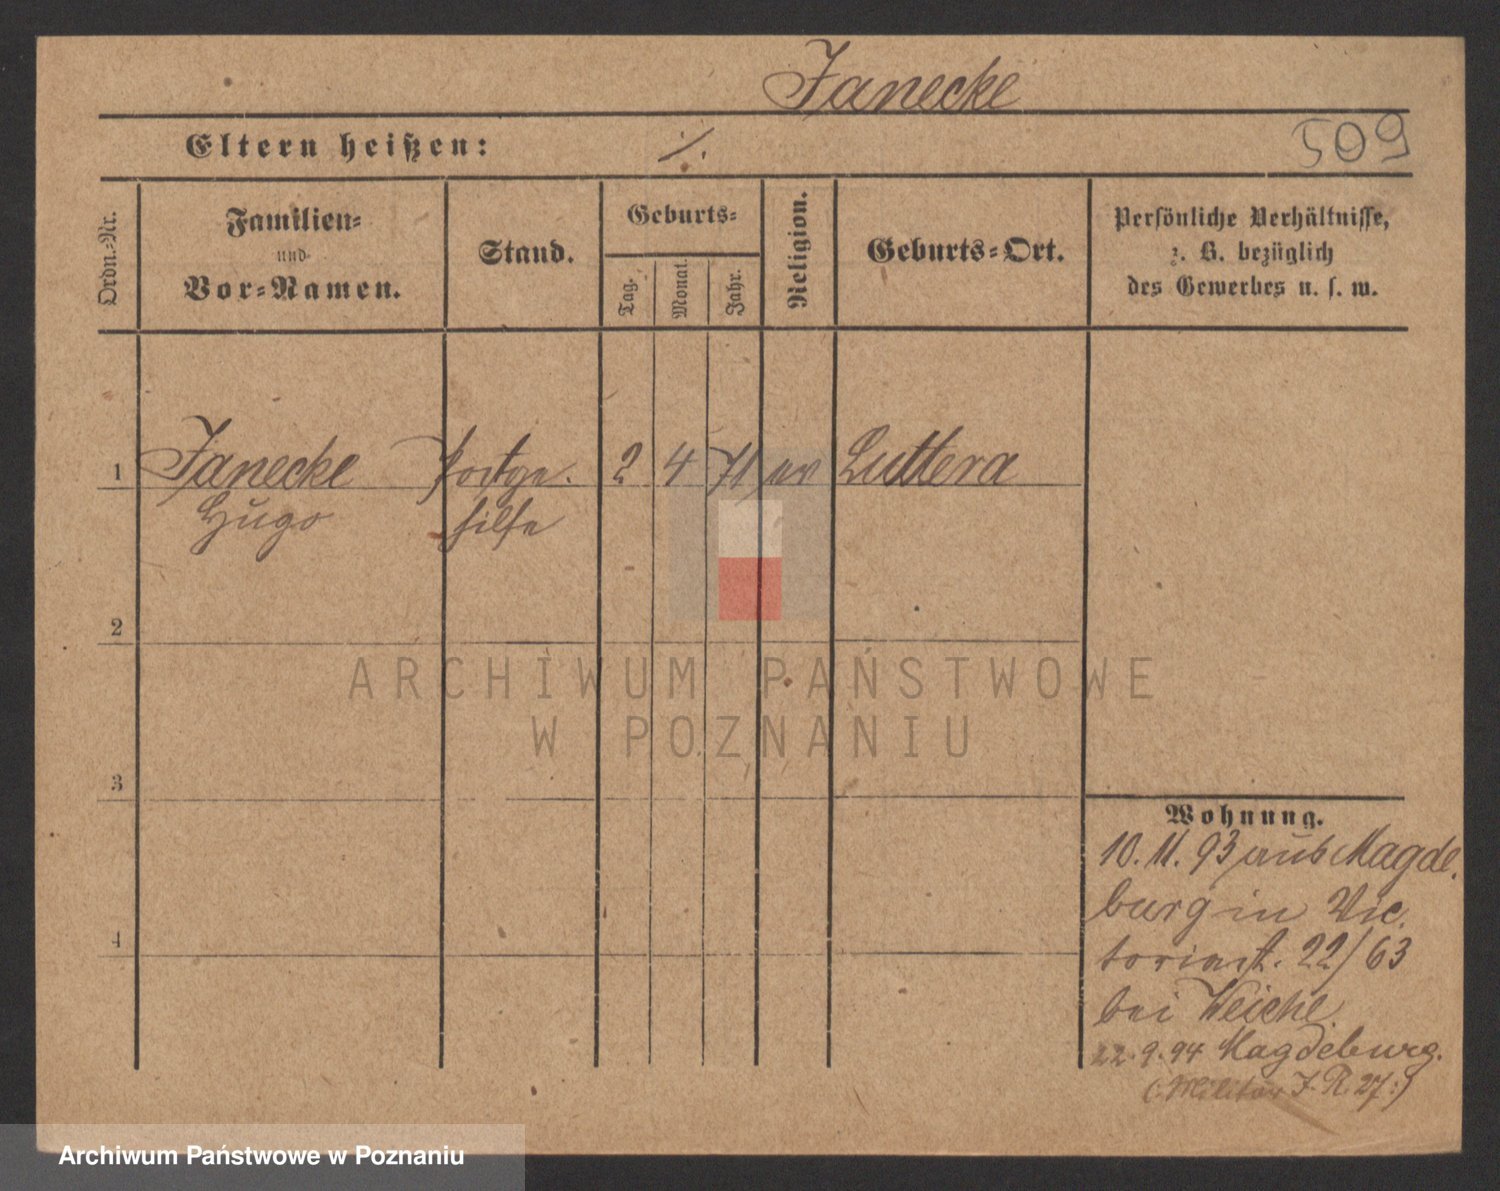 Janecke
Eltern heißen: ./.
509
Ordn.-Nr.
Familien-
und
Vor-Namen.
Stand.
Geburts-
Tag.
Monat.
Jahr.
Religion.
Geburts-Ort.
Persönliche Verhältnisse,
z. B. bezüglich
des Gewerbes u. s. w.
1 Janecke Postge- 2 4 71 ev Luttera
Hugo hilfe
2
3
4
Wohnung.
10.11.93 aus Magde-
burg in Vic-
toriast. 22/63
bei Weiche
22.9.94 Magdeburg.
(:Militär J. R. 27:)
ARCHIWUM PAŃSTWOWE
W POZNANIU
Archiwum Państwowe w Poznaniu